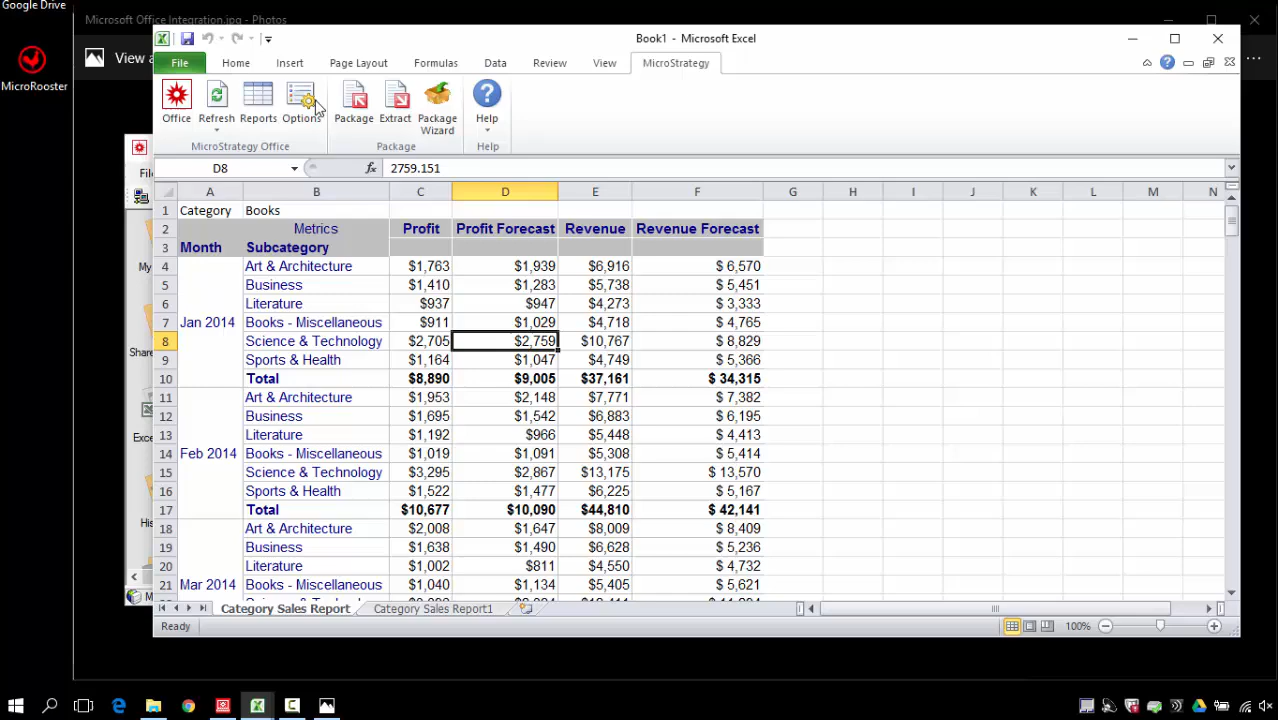 Google Drive
Microsoft Office Integration.jpg - Photos
MicroRooster
View a
Book1 - Microsoft Excel
File Home Insert Page Layout Formulas Data Review View MicroStrategy
Office Refresh Reports Options Package Extract Package Wizard Help
MicroStrategy Office Package Help
D8 fx 2759.151
A B C D E F G H I J K L M N
1 Category Books
2 Metrics Profit Profit Forecast Revenue Revenue Forecast
3 Month Subcategory
4 Art & Architecture $1,763 $1,939 $6,916 $ 6,570
5 Business $1,410 $1,283 $5,738 $ 5,451
6 Literature $937 $947 $4,273 $ 3,333
7 Jan 2014 Books - Miscellaneous $911 $1,029 $4,718 $ 4,765
8 Science & Technology $2,705 $2,759 $10,767 $ 8,829
9 Sports & Health $1,164 $1,047 $4,749 $ 5,366
10 Total $8,890 $9,005 $37,161 $ 34,315
11 Art & Architecture $1,953 $2,148 $7,771 $ 7,382
12 Business $1,695 $1,542 $6,883 $ 6,195
13 Literature $1,192 $966 $5,448 $ 4,413
14 Feb 2014 Books - Miscellaneous $1,019 $1,091 $5,308 $ 5,414
15 Science & Technology $3,295 $2,867 $13,175 $ 13,570
16 Sports & Health $1,522 $1,477 $6,225 $ 5,167
17 Total $10,677 $10,090 $44,810 $ 42,141
18 Art & Architecture $2,008 $1,647 $8,009 $ 8,409
19 Business $1,638 $1,490 $6,628 $ 5,236
20 Literature $1,002 $811 $4,550 $ 4,732
21 Mar 2014 Books - Miscellaneous $1,040 $1,134 $5,405 $ 5,621
Fi
My
Share
Exce
His
M
Category Sales Report Category Sales Report1
Ready 100%